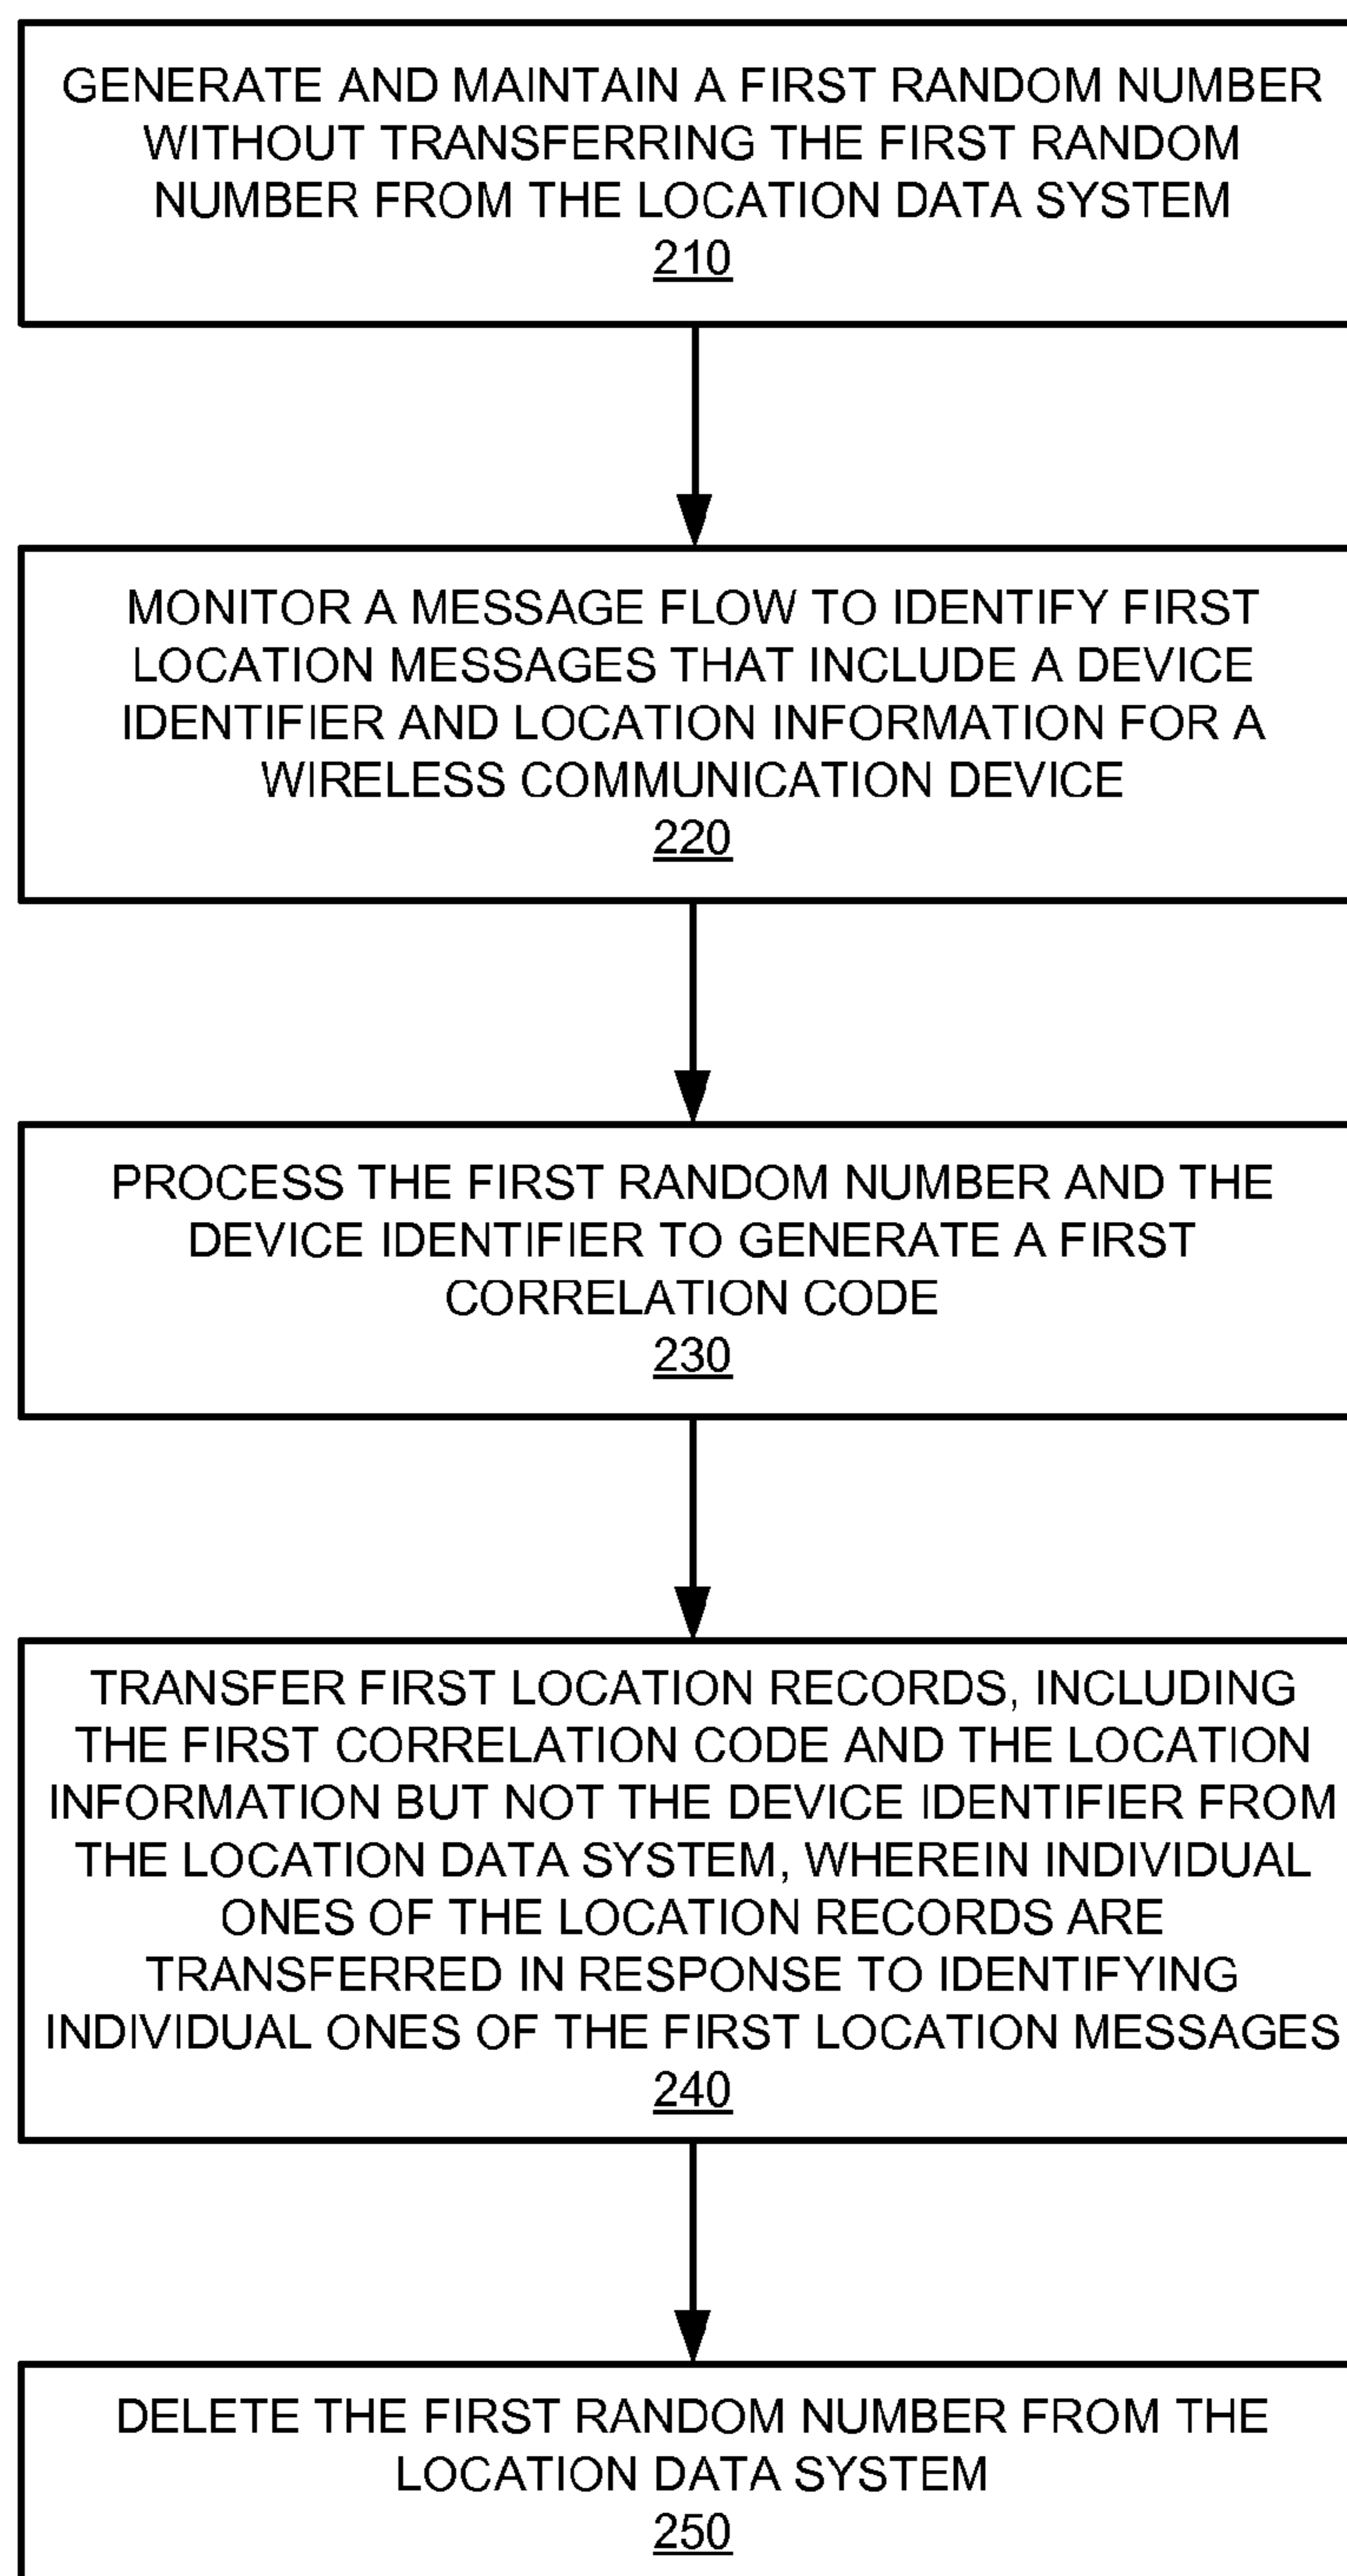 GENERATE AND MAINTAIN A FIRST RANDOM NUMBER
WITHOUT TRANSFERRING THE FIRST RANDOM
NUMBER FROM THE LOCATION DATA SYSTEM
210
MONITOR A MESSAGE FLOW TO IDENTIFY FIRST
LOCATION MESSAGES THAT INCLUDE A DEVICE
IDENTIFIER AND LOCATION INFORMATION FOR A
WIRELESS COMMUNICATION DEVICE
220
PROCESS THE FIRST RANDOM NUMBER AND THE
DEVICE IDENTIFIER TO GENERATE A FIRST
CORRELATION CODE
230
TRANSFER FIRST LOCATION RECORDS, INCLUDING
THE FIRST CORRELATION CODE AND THE LOCATION
INFORMATION BUT NOT THE DEVICE IDENTIFIER FROM
THE LOCATION DATA SYSTEM, WHEREIN INDIVIDUAL
ONES OF THE LOCATION RECORDS ARE
TRANSFERRED IN RESPONSE TO IDENTIFYING
INDIVIDUAL ONES OF THE FIRST LOCATION MESSAGES
240
DELETE THE FIRST RANDOM NUMBER FROM THE
LOCATION DATA SYSTEM
250